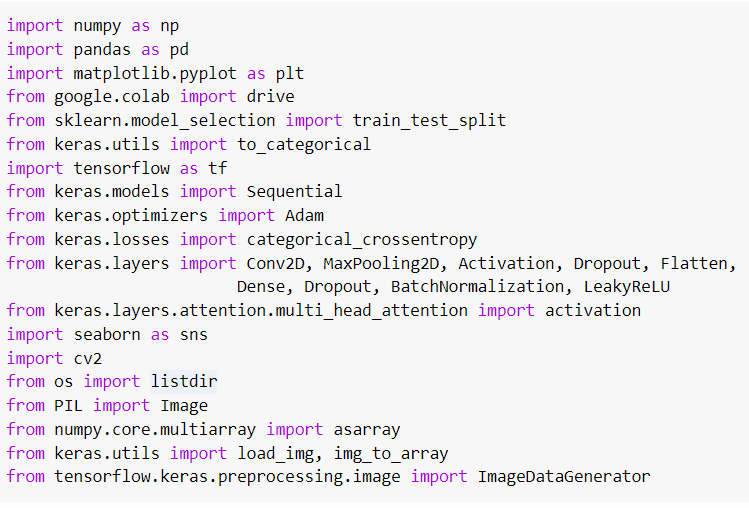 import numpy as np
import pandas as pd
import matplotlib.pyplot as plt
from google.colab import drive
from sklearn.model_selection import train_test_split
from keras.utils import to_categorical
import tensorflow as tf
from keras.models import Sequential
from keras.optimizers import Adam
from keras.losses import categorical_crossentropy
from keras.layers import Conv2D, MaxPooling2D, Activation, Dropout, Flatten,
                         Dense, Dropout, BatchNormalization, LeakyReLU
from keras.layers.attention.multi_head_attention import activation
import seaborn as sns
import cv2
from os import listdir
from PIL import Image
from numpy.core.multiarray import asarray
from keras.utils import load_img, img_to_array
from tensorflow.keras.preprocessing.image import ImageDataGenerator